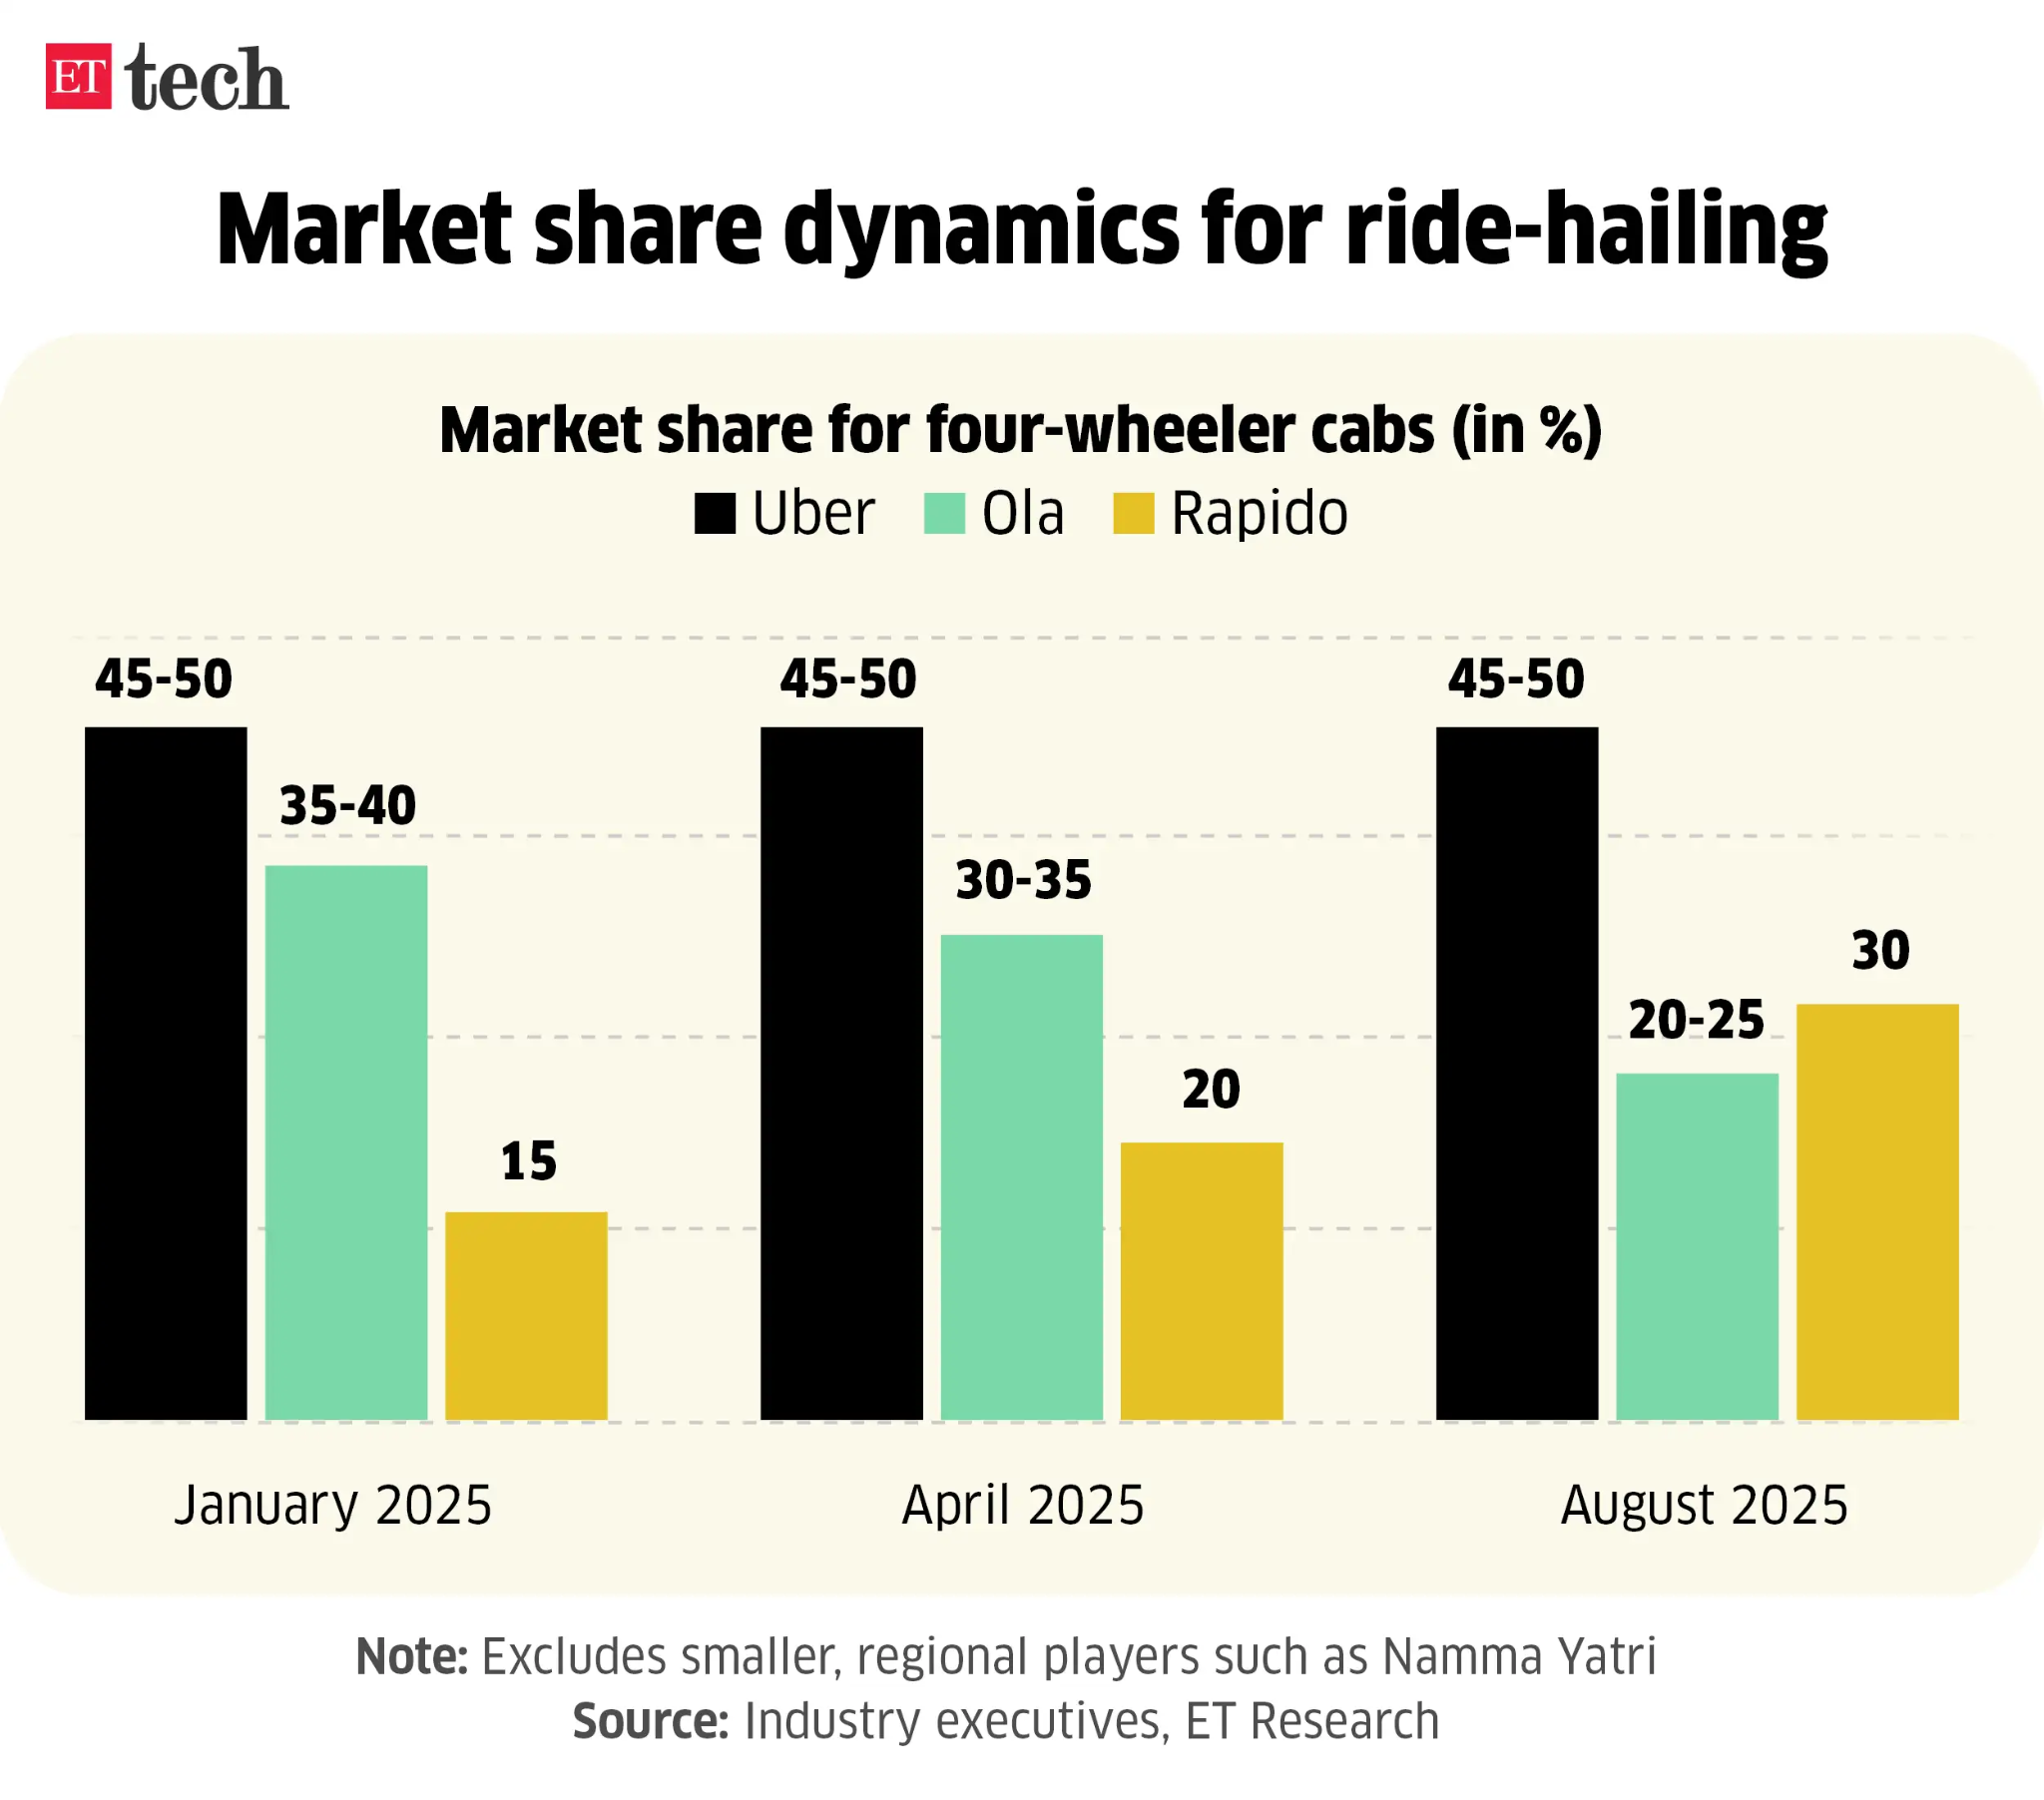 ET tech
Market share dynamics for ride-hailing
Market share for four-wheeler cabs (in %)
Uber Ola Rapido
45-50 35-40 15
45-50 30-35 20
45-50 20-25 30
January 2025 April 2025 August 2025
Note: Excludes smaller, regional players such as Namma Yatri
Source: Industry executives, ET Research